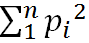 ∑₁ⁿ pᵢ²